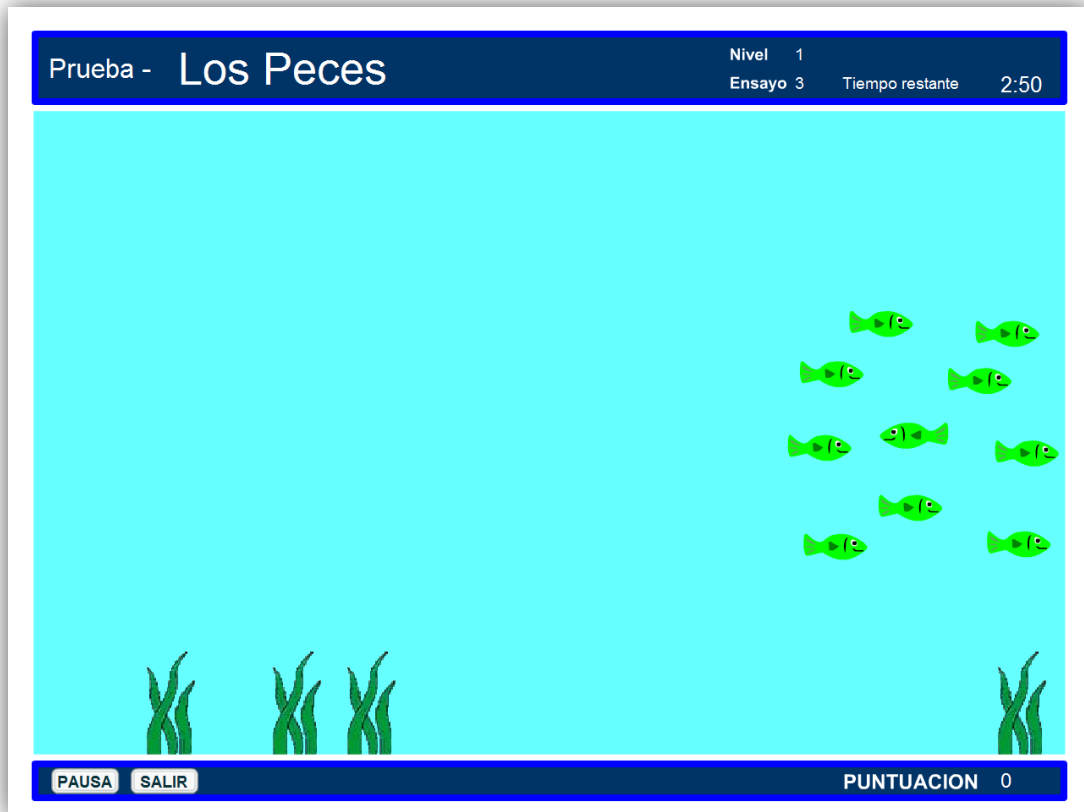 Prueba - Los Peces
Nivel 1
Ensayo 3 Tiempo restante 2:50
PAUSA SALIR PUNTUACION 0